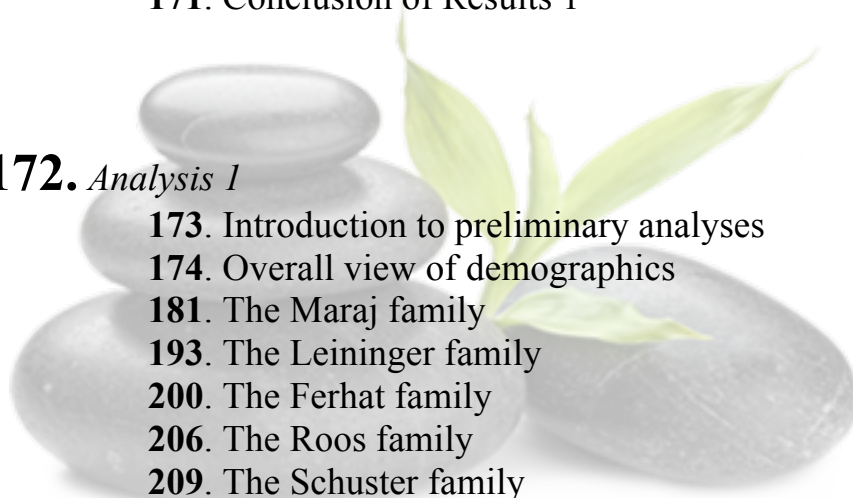 171. Conclusion of Results 1
172. Analysis 1
173. Introduction to preliminary analyses
174. Overall view of demographics
181. The Maraj family
193. The Leininger family
200. The Ferhat family
206. The Roos family
209. The Schuster family